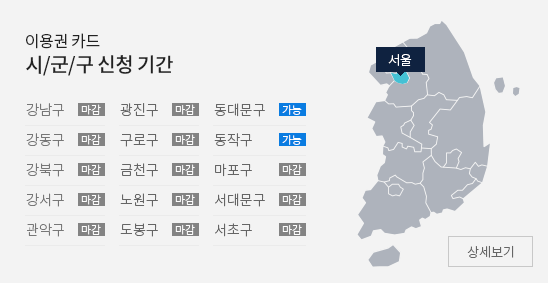 이용권 카드
시/군/구 신청 기간
서울
강남구 마감 광진구 마감 동대문구 가능
강동구 마감 구로구 마감 동작구 가능
강북구 마감 금천구 마감 마포구 마감
강서구 마감 노원구 마감 서대문구 마감
관악구 마감 도봉구 마감 서초구 마감
상세보기